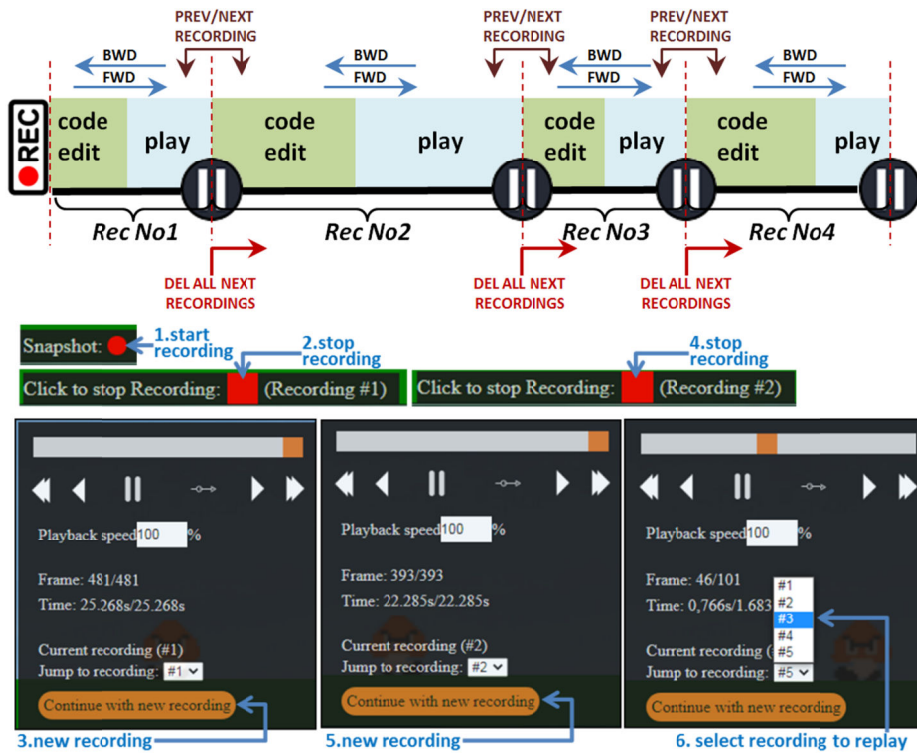 PREV/NEXT RECORDING
PREV/NEXT RECORDING
PREV/NEXT RECORDING
BWD
FWD
BWD
FWD
BWD
FWD
BWD
FWD
REC
code edit
play
code edit
play
code edit
play
code edit
play
Rec No1
Rec No2
Rec No3
Rec No4
DEL ALL NEXT RECORDINGS
DEL ALL NEXT RECORDINGS
DEL ALL NEXT RECORDINGS
Snapshot:
1.start recording
2.stop recording
4.stop recording
Click to stop Recording: (Recording #1)
Click to stop Recording: (Recording #2)
Playback speed 100 %
Frame: 481/481
Time: 25.268s/25.268s
Current recording (#1)
Jump to recording: #1
Continue with new recording
3.new recording
Playback speed 100 %
Frame: 393/393
Time: 22.285s/22.285s
Current recording (#2)
Jump to recording: #2
Continue with new recording
5.new recording
Playback speed 100 %
Frame: 46/101
Time: 0,766s/1.683
#1
#2
#3
#4
#5
Current recording (
Jump to recording: #5
Continue with new recording
6. select recording to replay